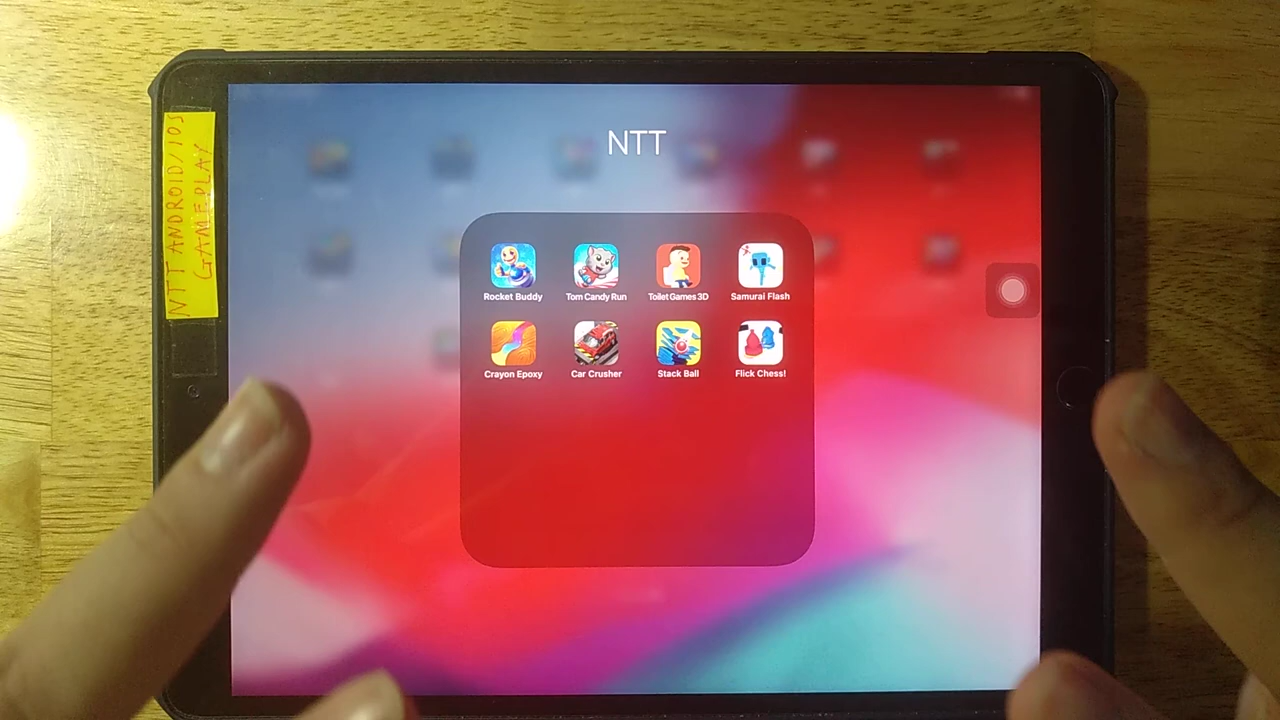 NTT ANDROID/IOS
GAMEPLAY
NTT
Rocket Buddy
Tom Candy Run
Toilet Games 3D
Samurai Flash
Crayon Epoxy
Car Crusher
Stack Ball
Flick Chess!